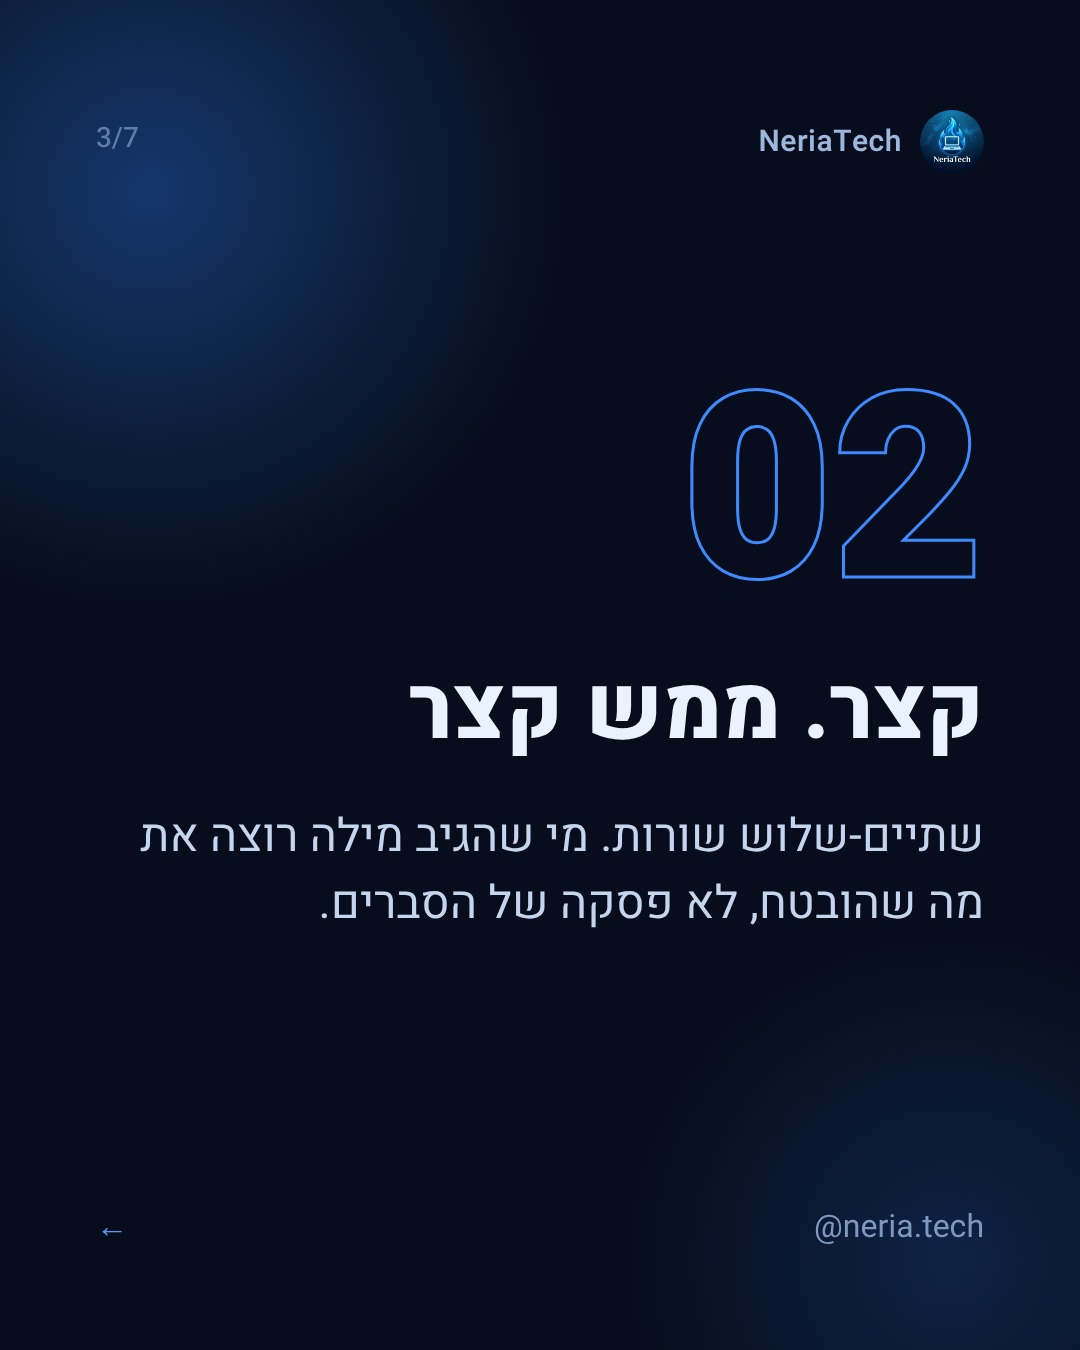 NeriaTech
NeriaTech
3/7
02
קצר. ממש קצר
שתיים-שלוש שורות. מי שהגיב מילה רוצה את
מה שהובטח, לא פסקה של הסברים.
@neria.tech
←